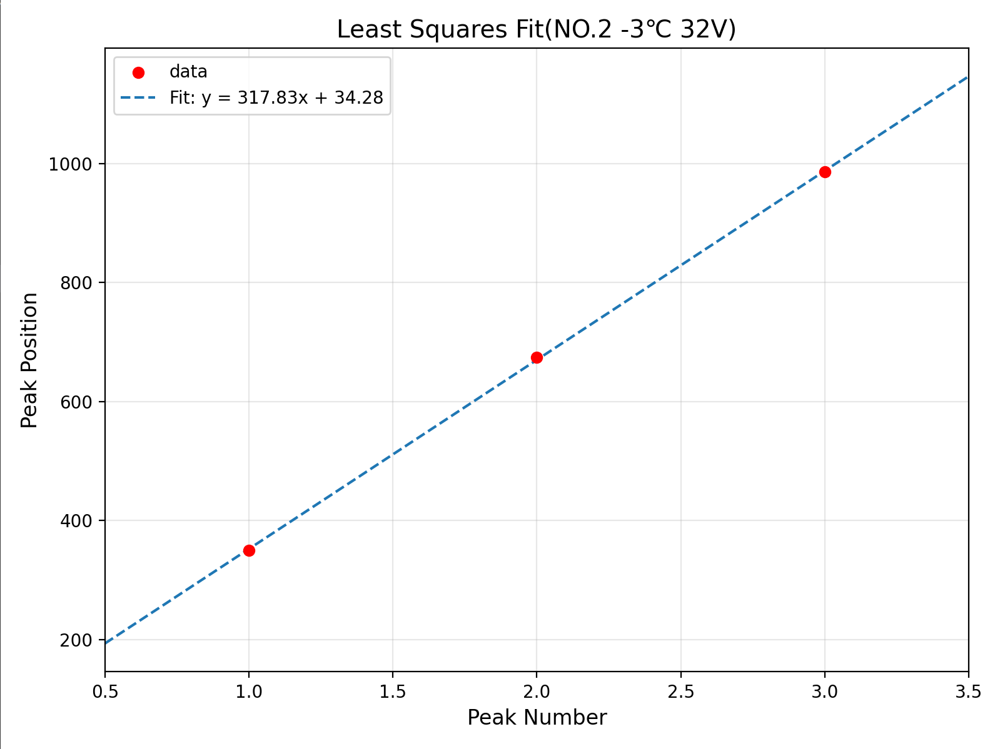 Least Squares Fit(NO.2 -3℃ 32V)
data
Fit: y = 317.83x + 34.28
1000
800
600
400
200
Peak Position
0.5 1.0 1.5 2.0 2.5 3.0 3.5
Peak Number